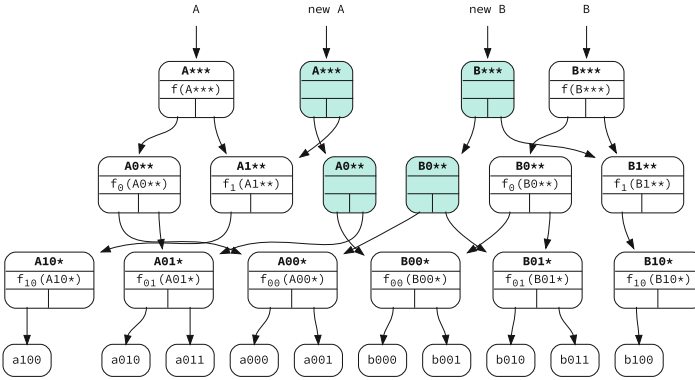 A new A new B B
A*** A*** B*** B***
f(A***) f(B***)
A0** A1** A0** B0** B0** B1**
f₀(A0**) f₁(A1**) f₀(B0**) f₁(B1**)
A10* A01* A00* B00* B01* B10*
f₁₀(A10*) f₀₁(A01*) f₀₀(A00*) f₀₀(B00*) f₀₁(B01*) f₁₀(B10*)
a100 a010 a011 a000 a001 b000 b001 b010 b011 b100